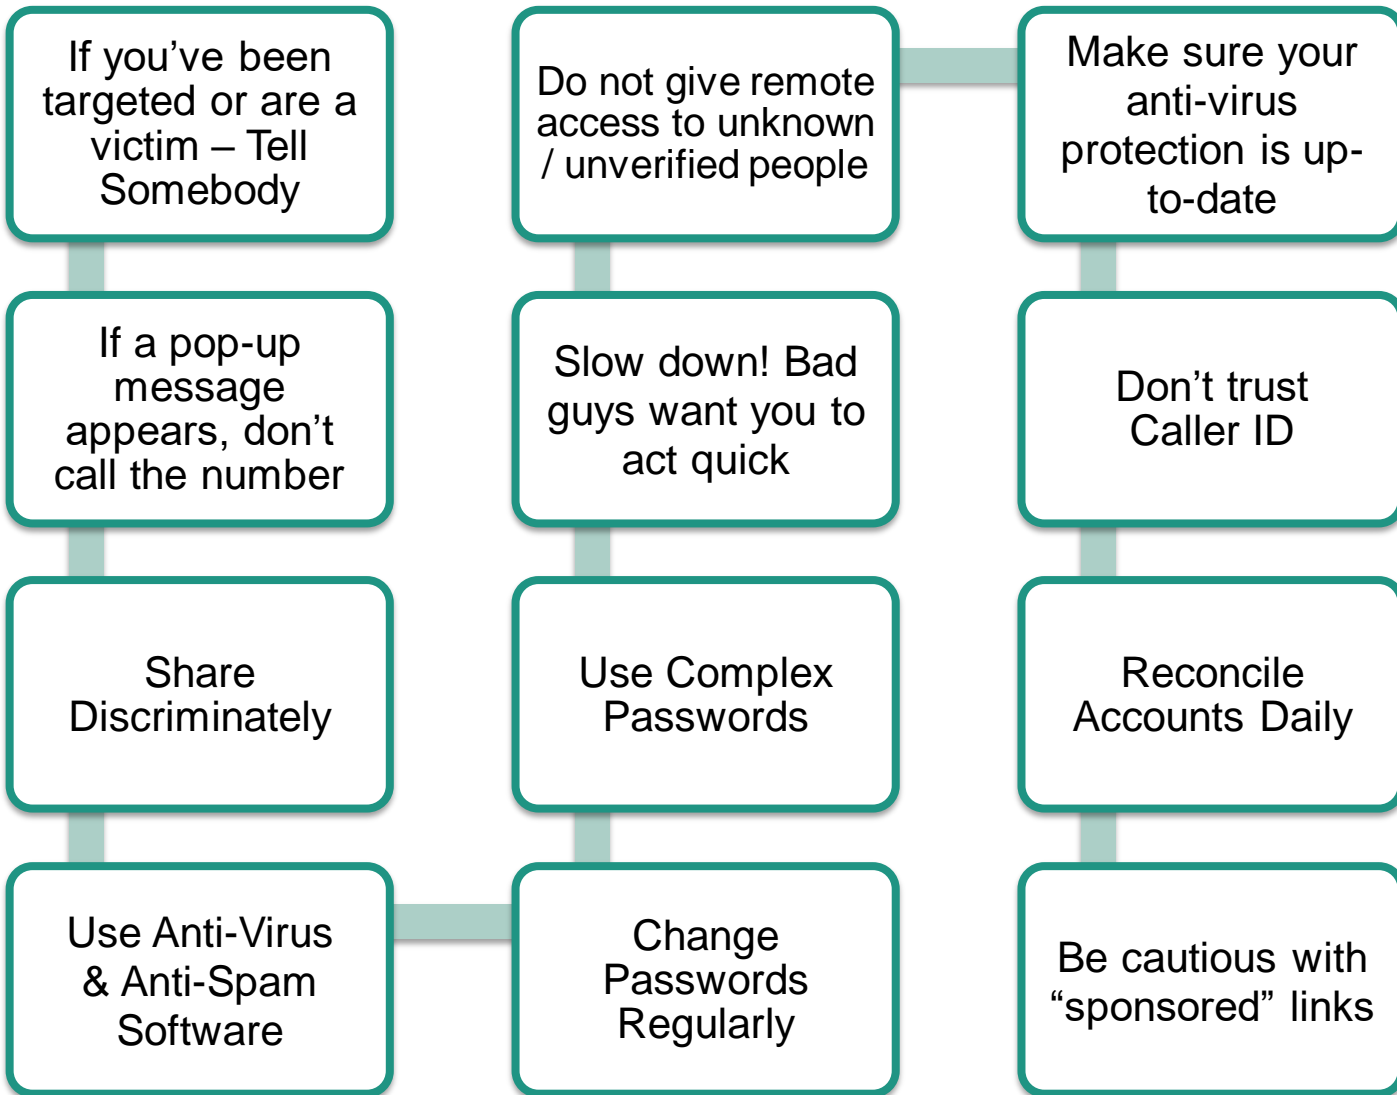 If you’ve been
targeted or are a
victim – Tell
Somebody
If a pop-up
message
appears, don’t
call the number
Share
Discriminately
Use Anti-Virus
& Anti-Spam
Software
Change
Passwords
Regularly
Use Complex
Passwords
Slow down! Bad
guys want you to
act quick
Do not give remote
access to unknown
/ unverified people
Make sure your
anti-virus
protection is up-
to-date
Don’t trust
Caller ID
Reconcile
Accounts Daily
Be cautious with
“sponsored” links